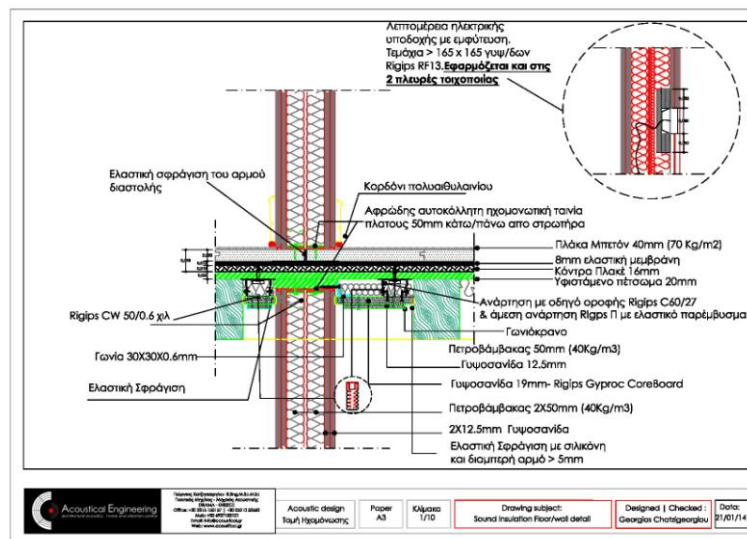 Λεπτομέρεια ηλεκτρικής
υποδοχής με εμφύτευση.
Τεμάχια > 165 x 165 γυψ/δων
Rigips RF13.Εφαρμόζεται και στις
2 πλευρές τοιχοποιίας
Ελαστική σφράγιση του αρμού
διαστολής
Κορδόνι πολυαιθυλαινίου
Αφρώδης αυτοκόλλητη ηχομονωτική ταινία
πλατους 50mm κάτω/πάνω απο στρωτήρα
Πλάκα Μπετόν 40mm (70 Kg/m2)
8mm ελαστική μεμβράνη
Κόντρα Πλακέ 16mm
Υφιστάμενο πέτσωμα 20mm
Rigips CW 50/0.6 χιλ
Ανάρτηση με οδηγό οροφής Rigips C60/27
& άμεση ανάρτηση Rigps Π με ελαστικό παρέμβυσμα
Γωνιόκρανο
Γωνία 30X30X0.6mm
Πετροβάμβακας 50mm (40Kg/m3)
Γυψοσανίδα 12.5mm
Ελαστική Σφράγιση
Γυψοσανίδα 19mm- Rigips Gyproc CoreBoard
Πετροβάμβακας 2X50mm (40Kg/m3)
2X12.5mm Γυψοσανίδα
Ελαστική Σφράγιση με σιλικόνη
και διαμπερή αρμό > 5mm
Acoustical Engineering
Acoustic design
Τομή Ηχομόνωσης
Paper
A3
Κλίμακα
1/10
Drawing subject:
Sound Insulation Floor/wall detail
Designed | Checked :
Georgios Chatzigeorgiou
Data:
21/01/14